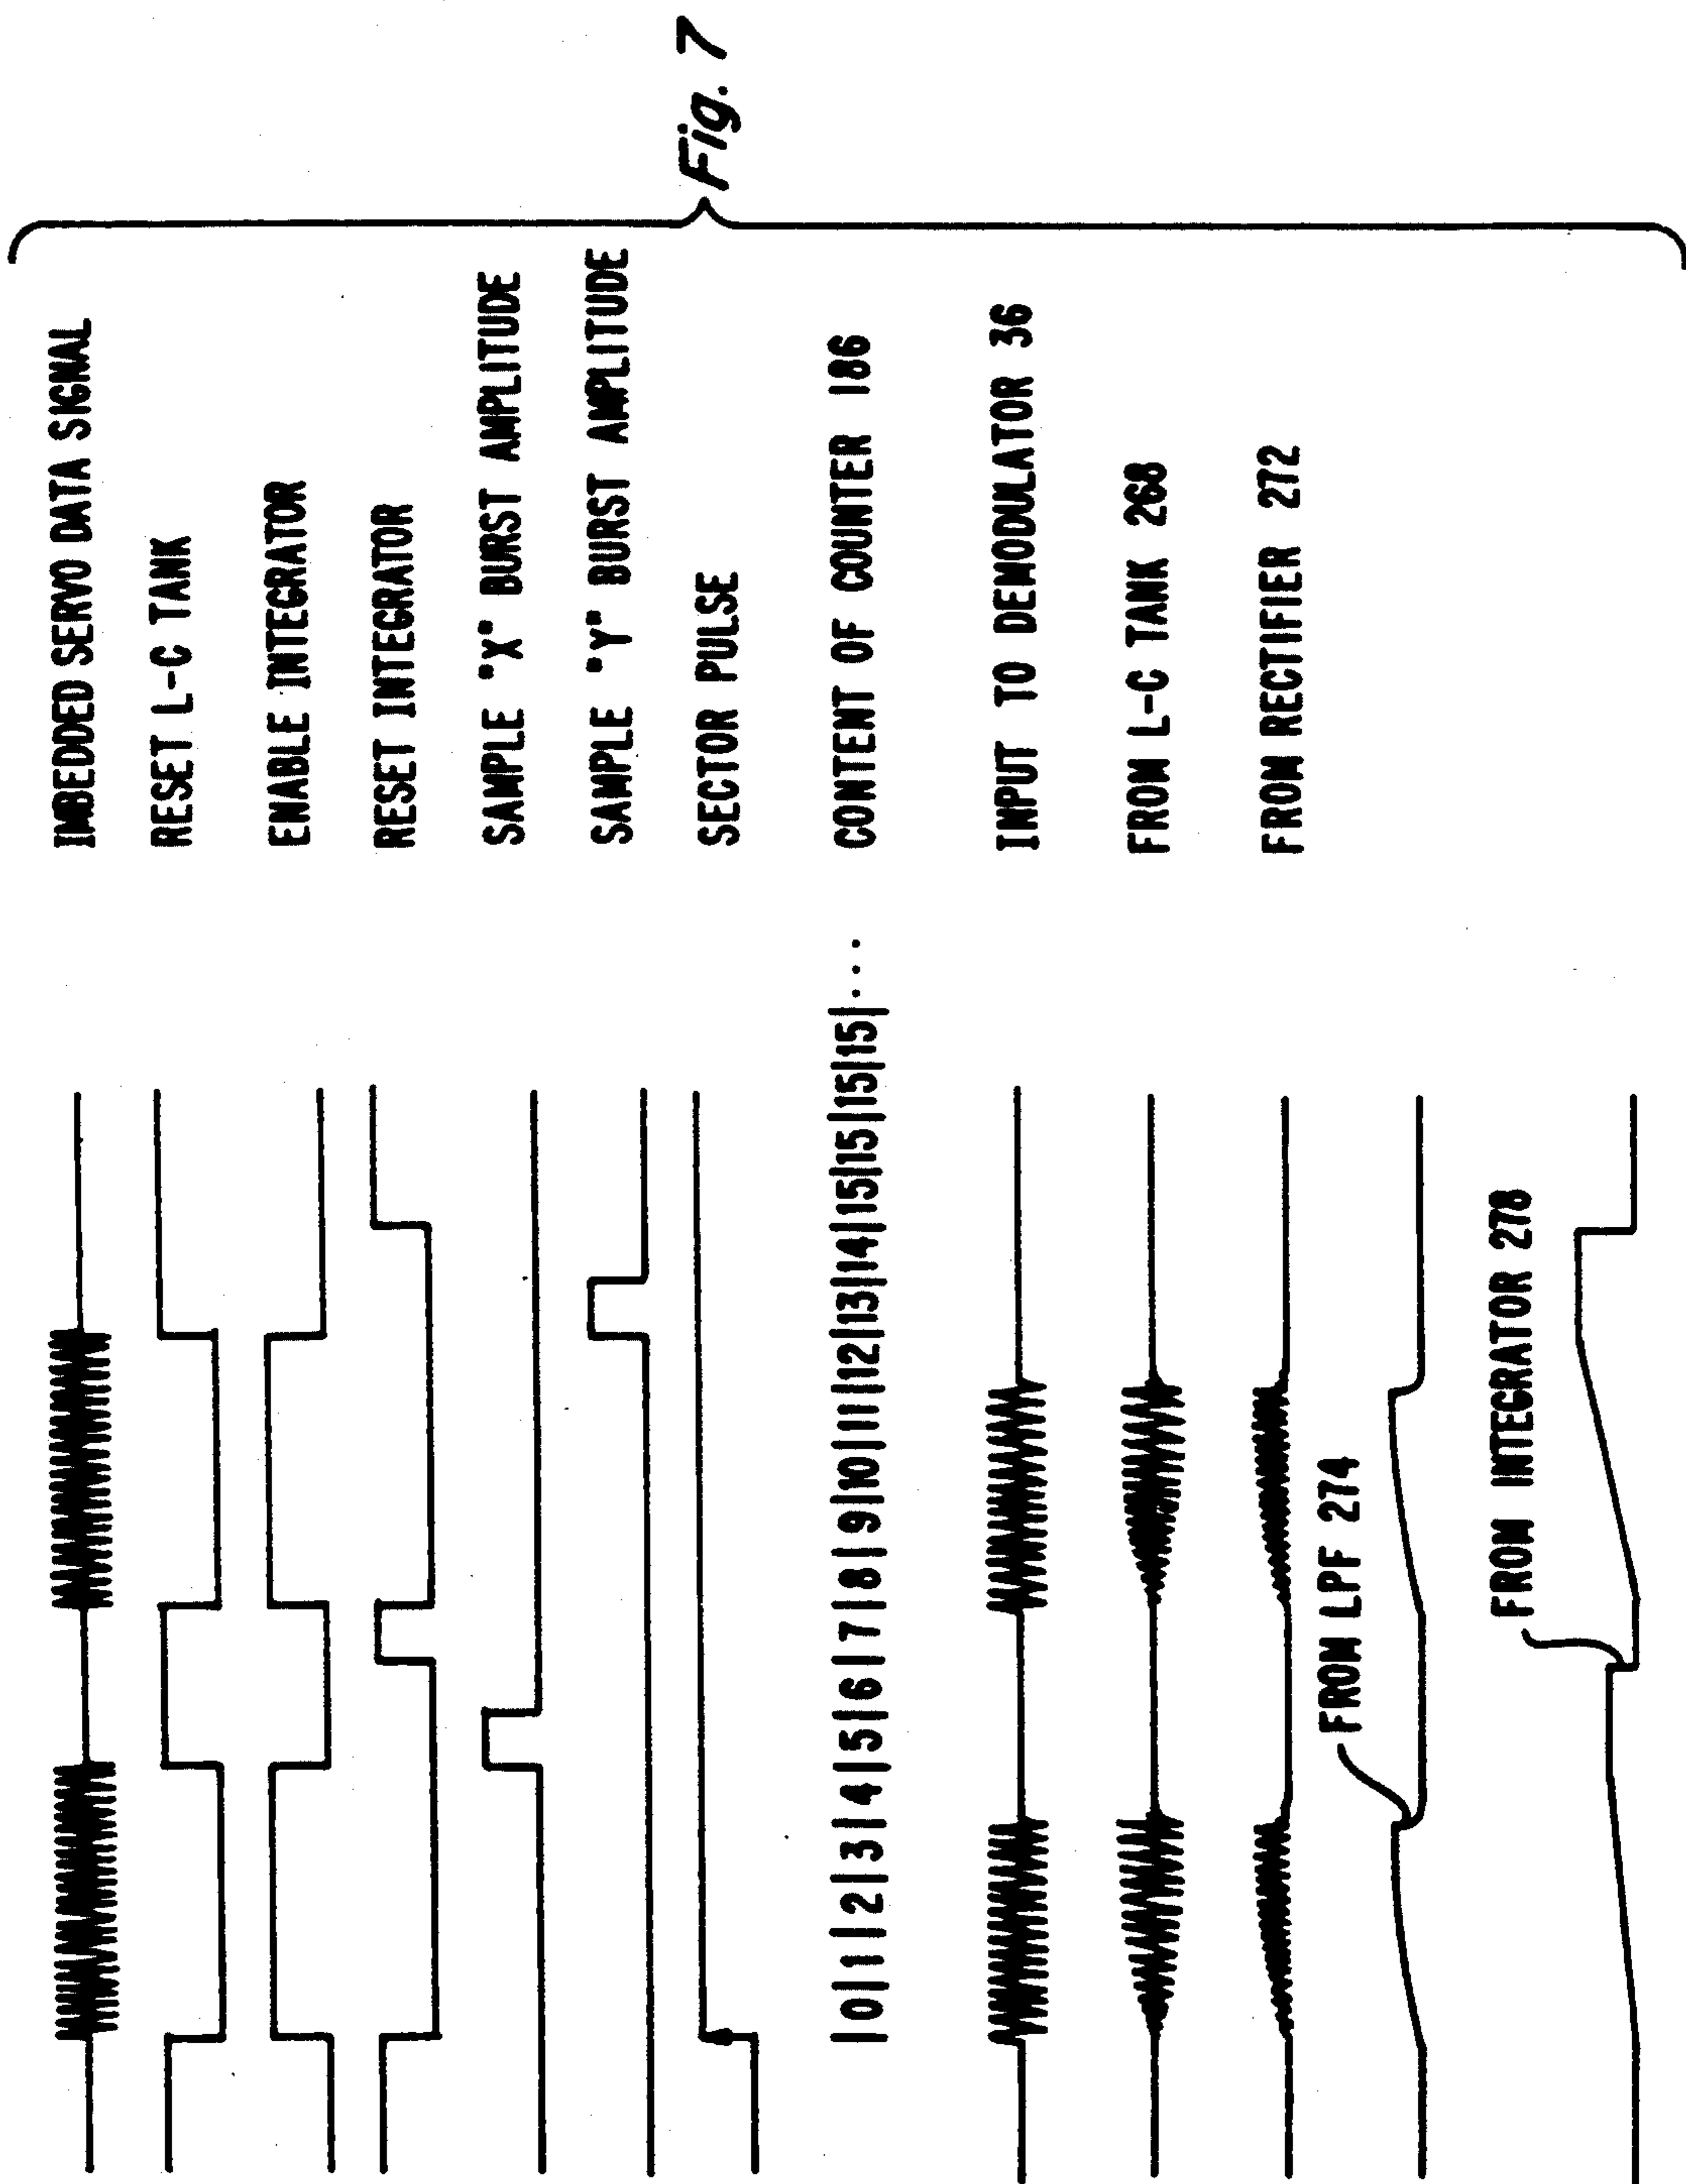 IMBEDDED SERVO DATA SIGNAL
RESET L-C TANK
ENABLE INTEGRATOR
RESET INTEGRATOR
SAMPLE "X" BURST AMPLITUDE
SAMPLE "Y" BURST AMPLITUDE
SECTOR PULSE
|0|1|2|3|4|5|6|7|8|9|10|11|12|13|14|15|15|15|15|... CONTENT OF COUNTER 186
INPUT TO DEMODULATOR 36
FROM L-C TANK 268
FROM RECTIFIER 272
FROM LPF 274
FROM INTEGRATOR 278
Fig. 7